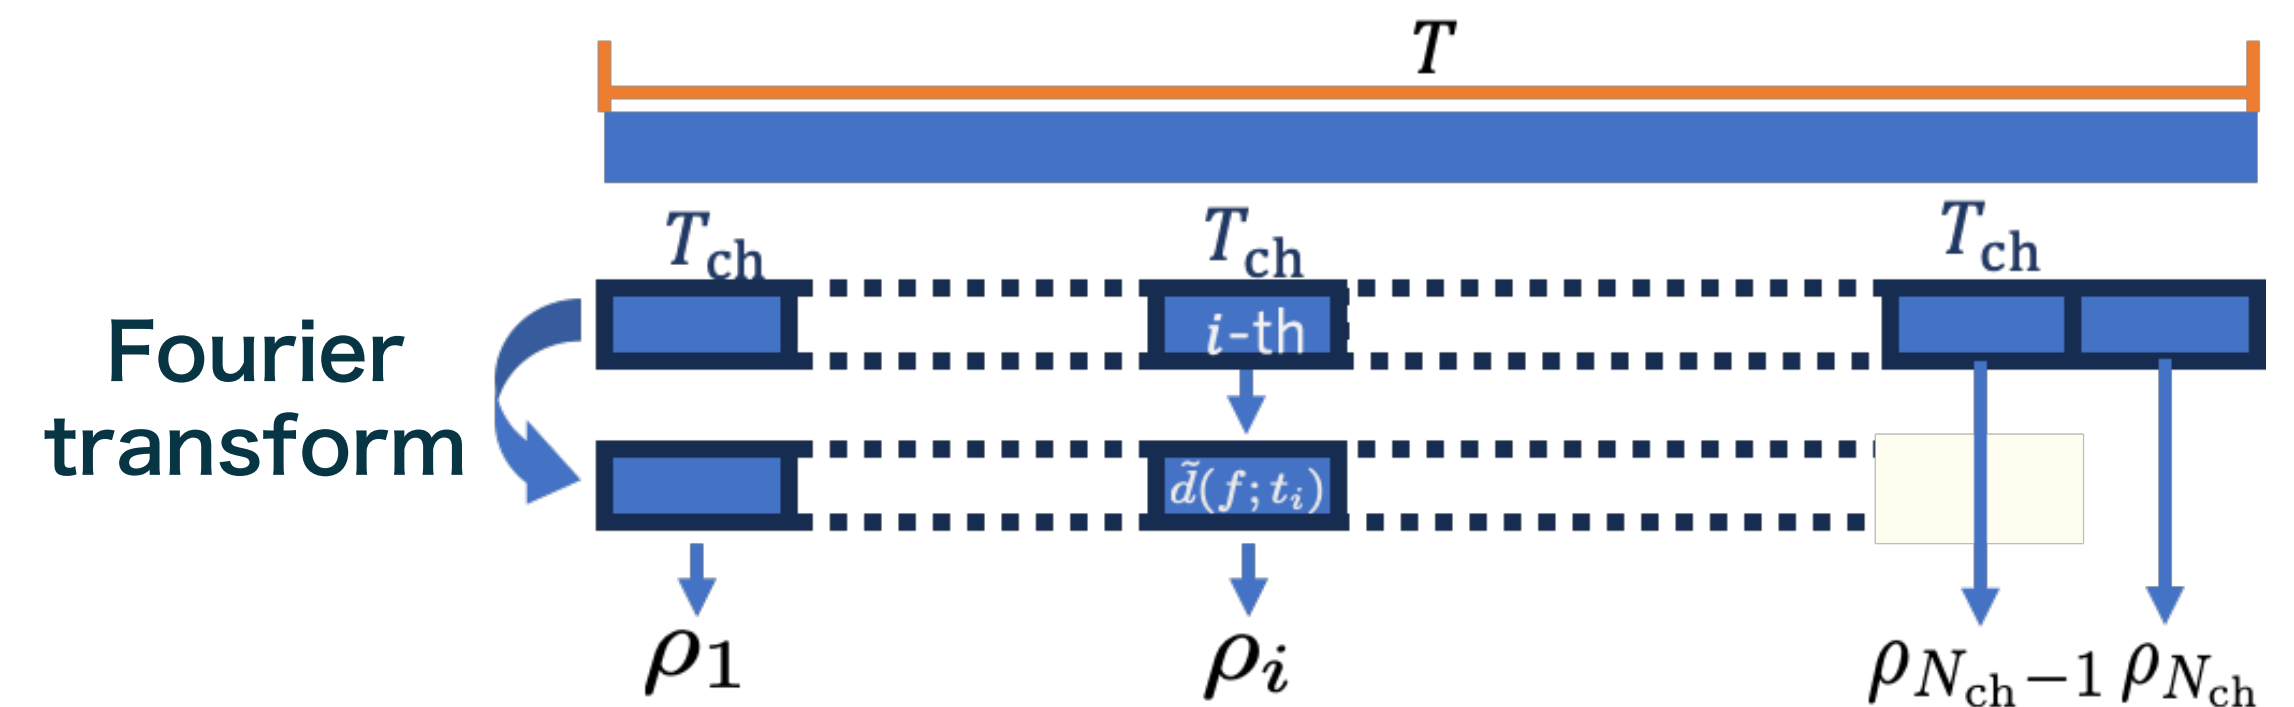 T
T_ch T_ch T_ch
Fourier
transform
i-th
d̃(f; t_i)
ρ_1 ρ_i ρ_{N_ch−1} ρ_{N_ch}